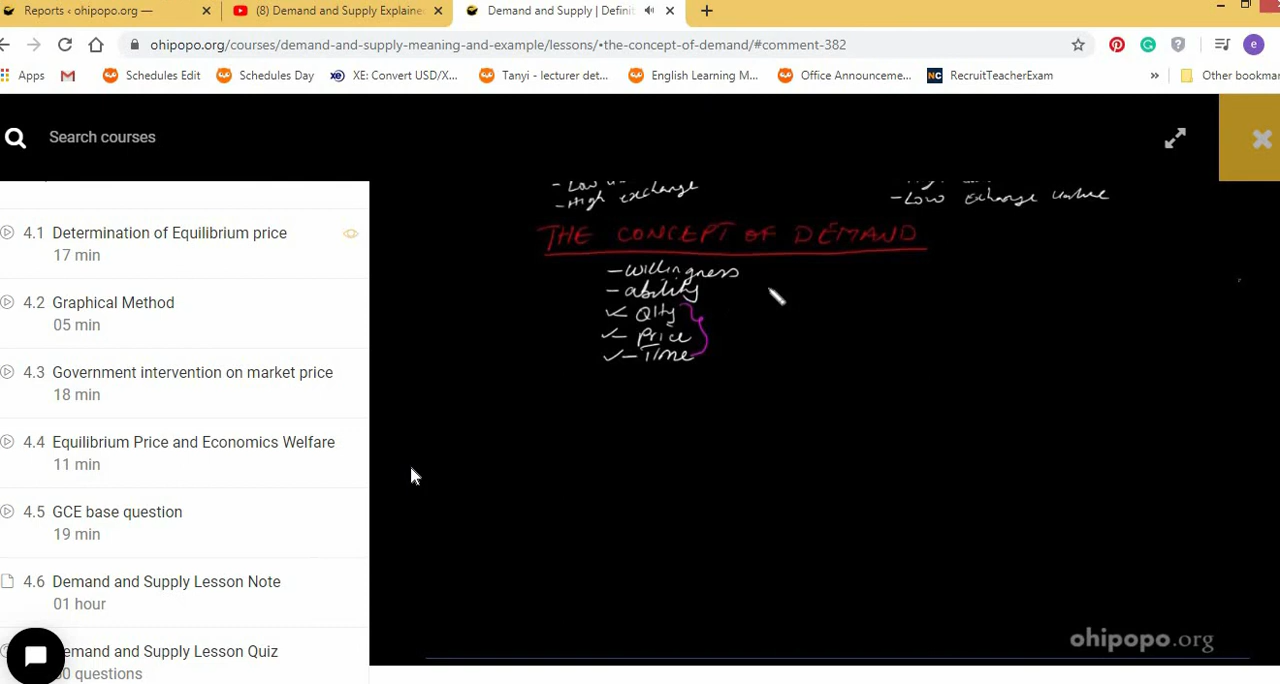 Reports ‹ ohipopo.org —
(8) Demand and Supply Explaine
Demand and Supply | Defini
ohipopo.org/courses/demand-and-supply-meaning-and-example/lessons/•the-concept-of-demand/#comment-382
e
Apps
Schedules Edit
Schedules Day
XE: Convert USD/X...
Tanyi - lecturer det...
English Learning M...
Office Announceme...
NC
RecruitTeacherExam
»
Other bookmar
Search courses
- Low
- High exchange
- Low exchange value
THE CONCEPT OF DEMAND
- willingness
- ability
Qlty
Price
- Time
4.1 Determination of Equilibrium price
17 min
4.2 Graphical Method
05 min
4.3 Government intervention on market price
18 min
4.4 Equilibrium Price and Economics Welfare
11 min
4.5 GCE base question
19 min
4.6 Demand and Supply Lesson Note
01 hour
emand and Supply Quiz
0 questions
ohipopo.org